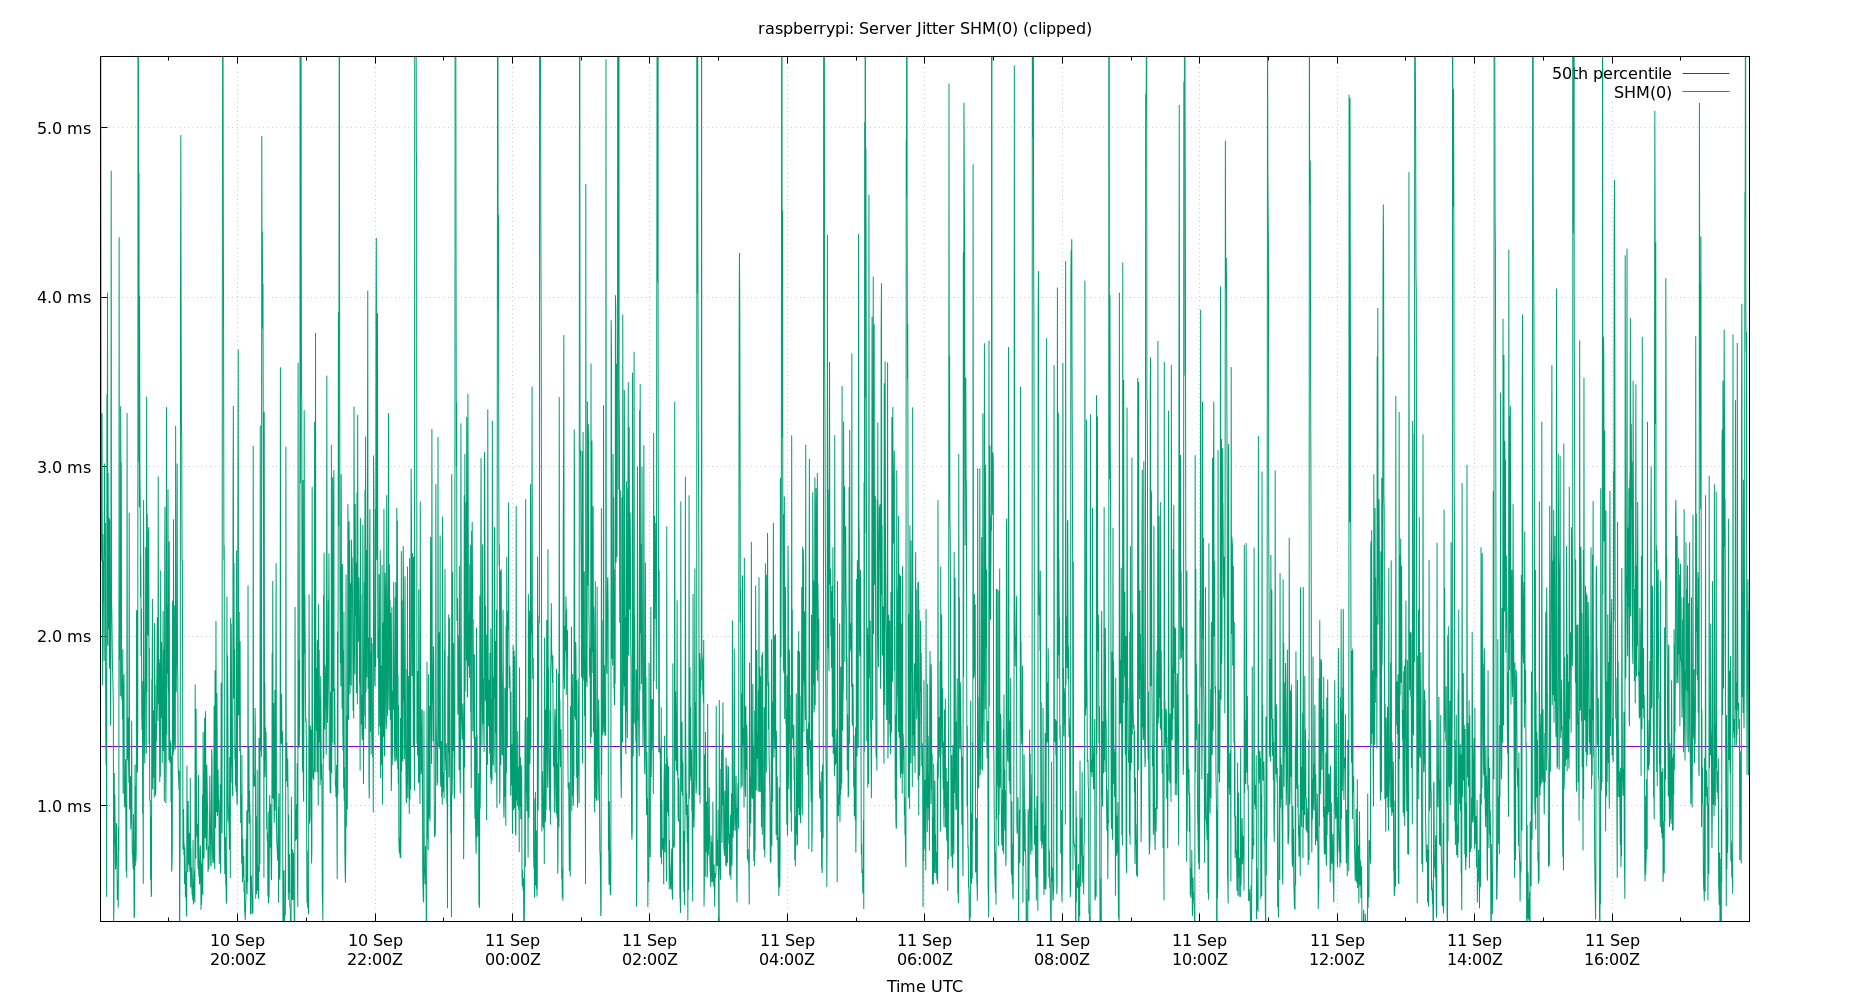 raspberrypi: Server Jitter SHM(0) (clipped)
50th percentile
SHM(0)
5.0 ms
4.0 ms
3.0 ms
2.0 ms
1.0 ms
10 Sep 10 Sep 11 Sep 11 Sep 11 Sep 11 Sep 11 Sep 11 Sep 11 Sep 11 Sep 11 Sep
20:00Z 22:00Z 00:00Z 02:00Z 04:00Z 06:00Z 08:00Z 10:00Z 12:00Z 14:00Z 16:00Z
Time UTC